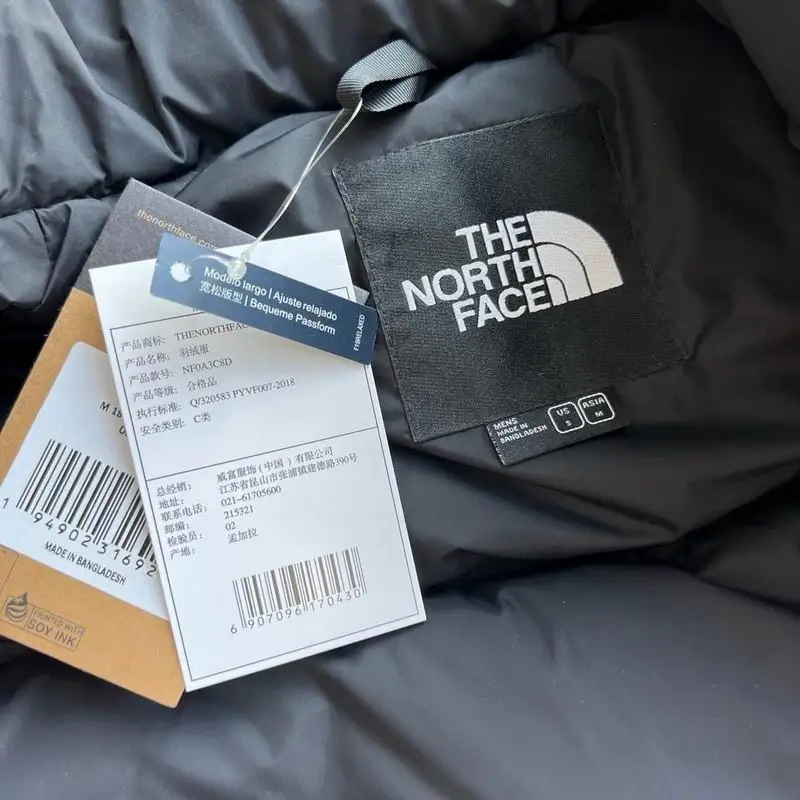 thenorthface.com
Modelo largo | Ajuste relajado
宽松版型 | Bequeme Passform
F19RELAXED
产品商标: THENORTHFAC
产品名称: 羽绒服
产品款号: NF0A3C8D
产品等级: 合格品
执行标准: Q/320583 PYVF007-2018
安全类别: C类
总经销: 威富服饰(中国)有限公司
地址: 江苏省昆山市张浦镇建德路390号
联系电话: 021-61705600
邮编: 215321
检验员: 02
产地: 孟加拉
6 907096 170430
1 94902 31692
MADE IN BANGLADESH
PRINTED WITH
SOY INK
THE
NORTH
FACE
MENS
MADE IN
BANGLADESH
US
S
ASIA
M